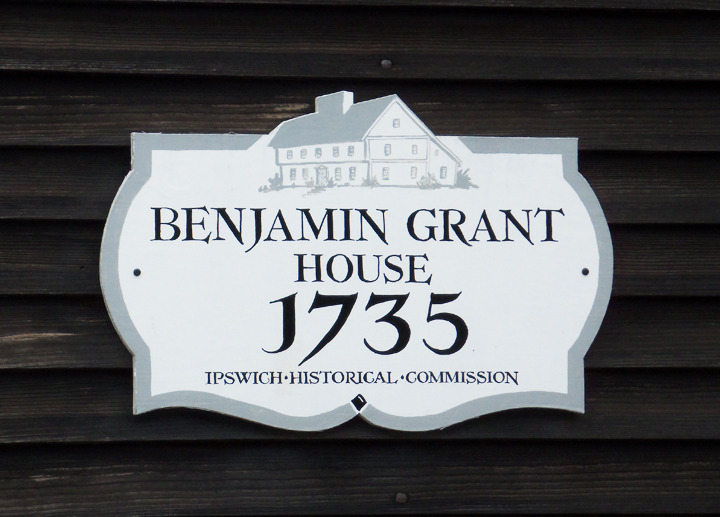 BENJAMIN GRANT
HOUSE
1735
IPSWICH·HISTORICAL·COMMISSION